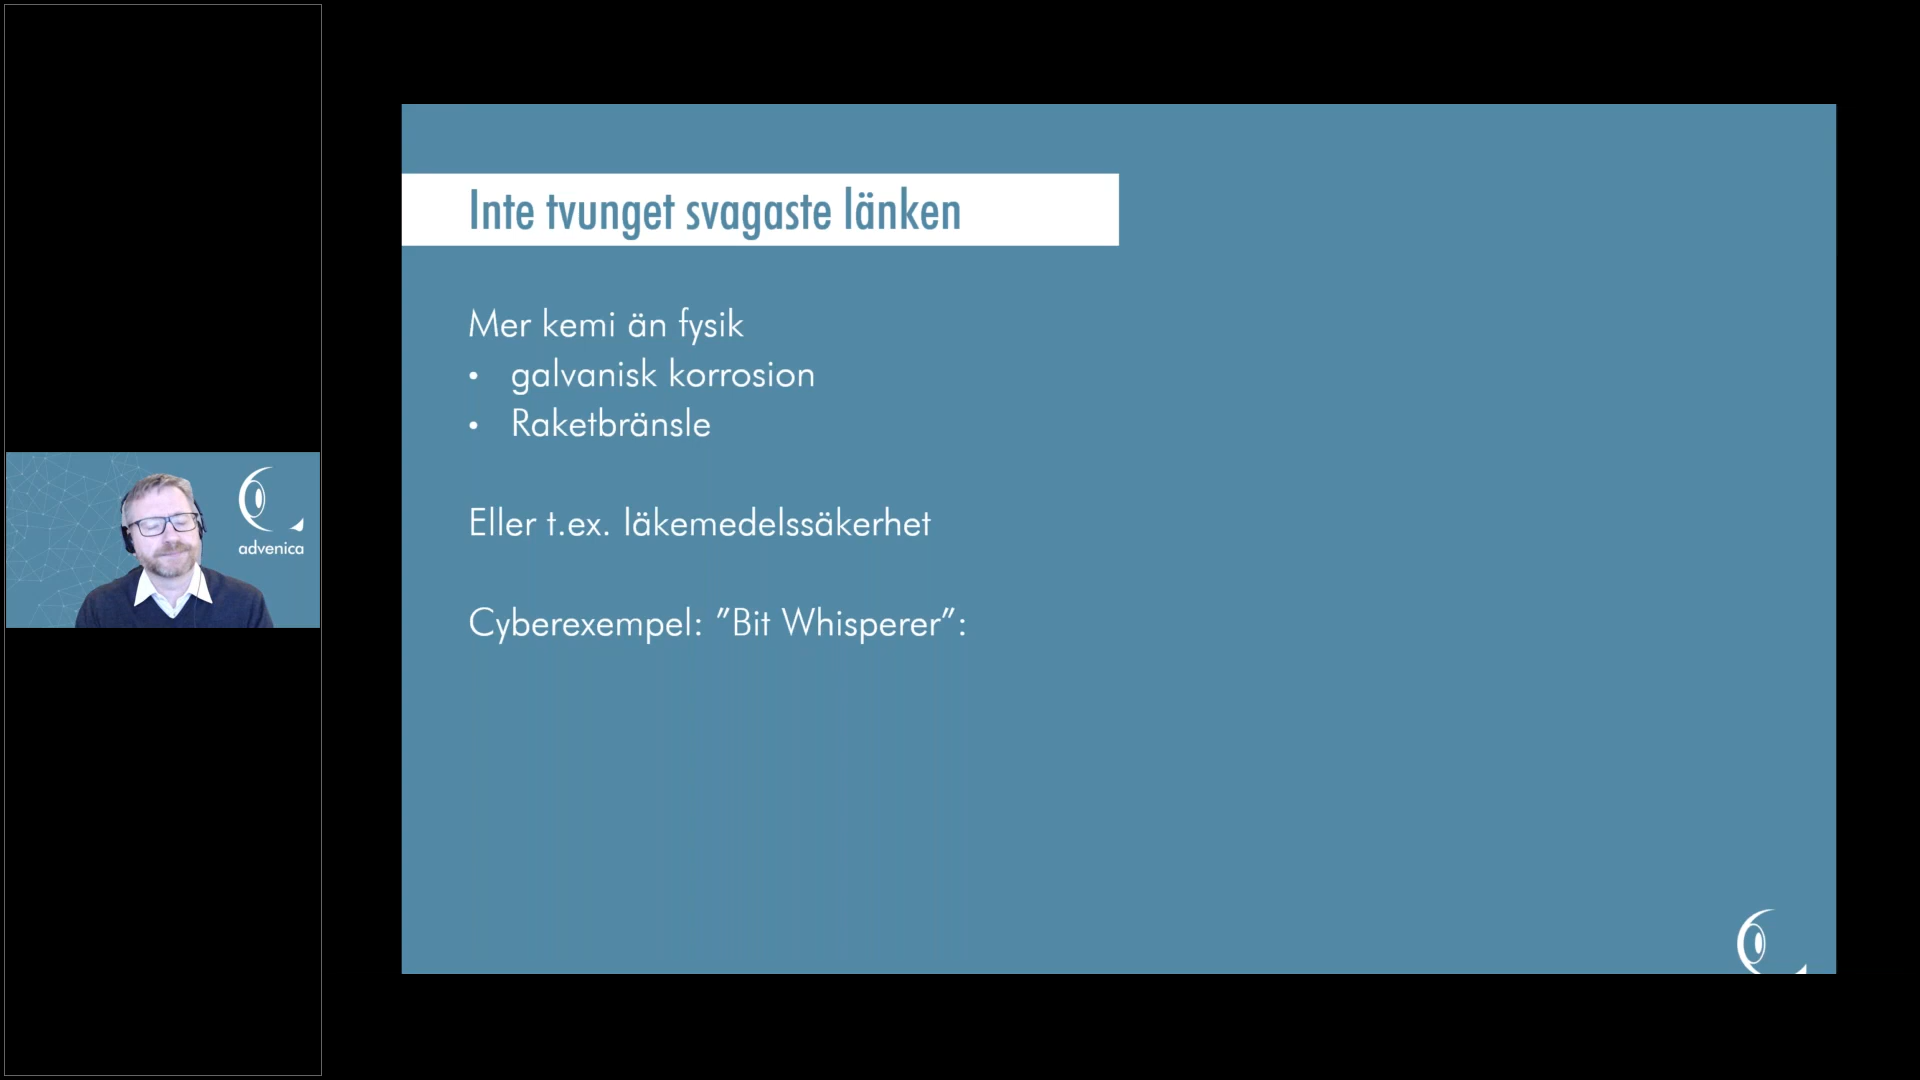 Inte tvunget svagaste länken
Mer kemi än fysik
• galvanisk korrosion
• Raketbränsle
Eller t.ex. läkemedelssäkerhet
Cyberexempel: ”Bit Whisperer”:
advenica